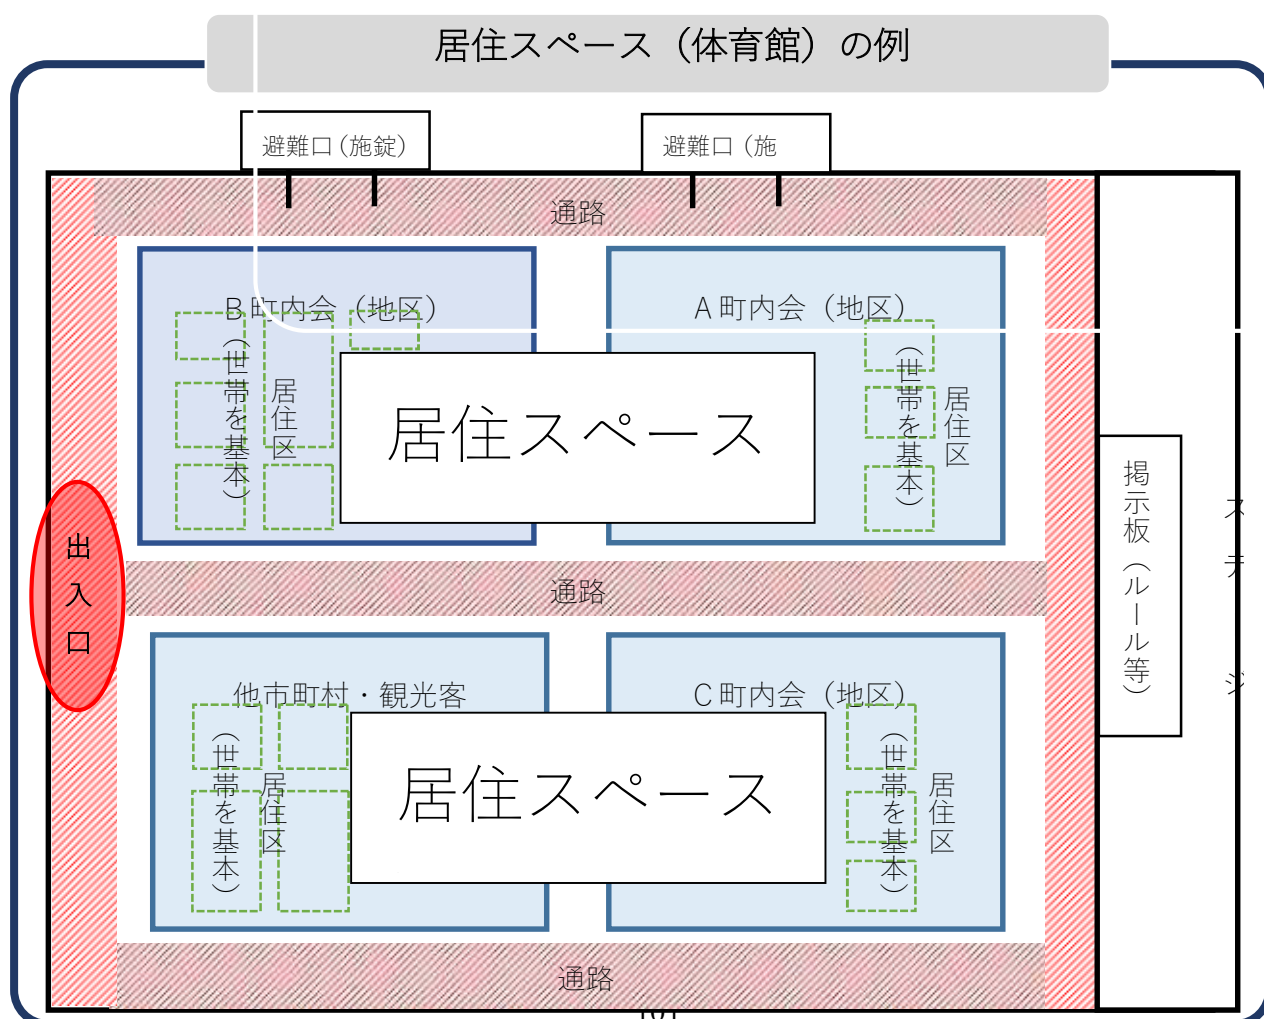 居住スペース（体育館）の例
避難口（施錠）
避難口（施
通路
Ｂ町内会（地区）
居住区
（世帯を基本）
Ａ町内会（地区）
居住区
（世帯を基本）
居住スペース
出入口
通路
掲示板（ルール等）
ステージ
他市町村・観光客
居住区
（世帯を基本）
Ｃ町内会（地区）
居住区
（世帯を基本）
居住スペース
通路